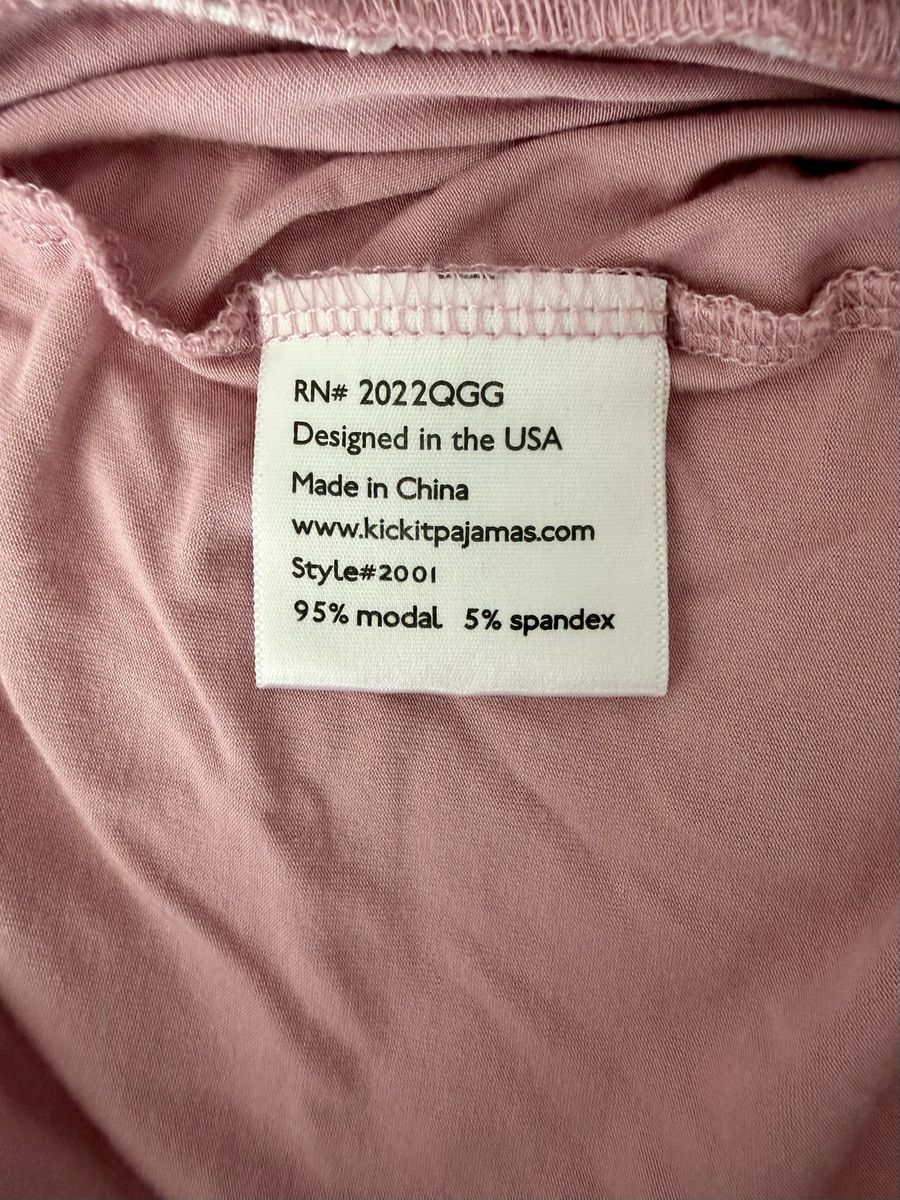 RN# 2022QGG
Designed in the USA
Made in China
www.kickitpajamas.com
Style#2001
95% modal 5% spandex